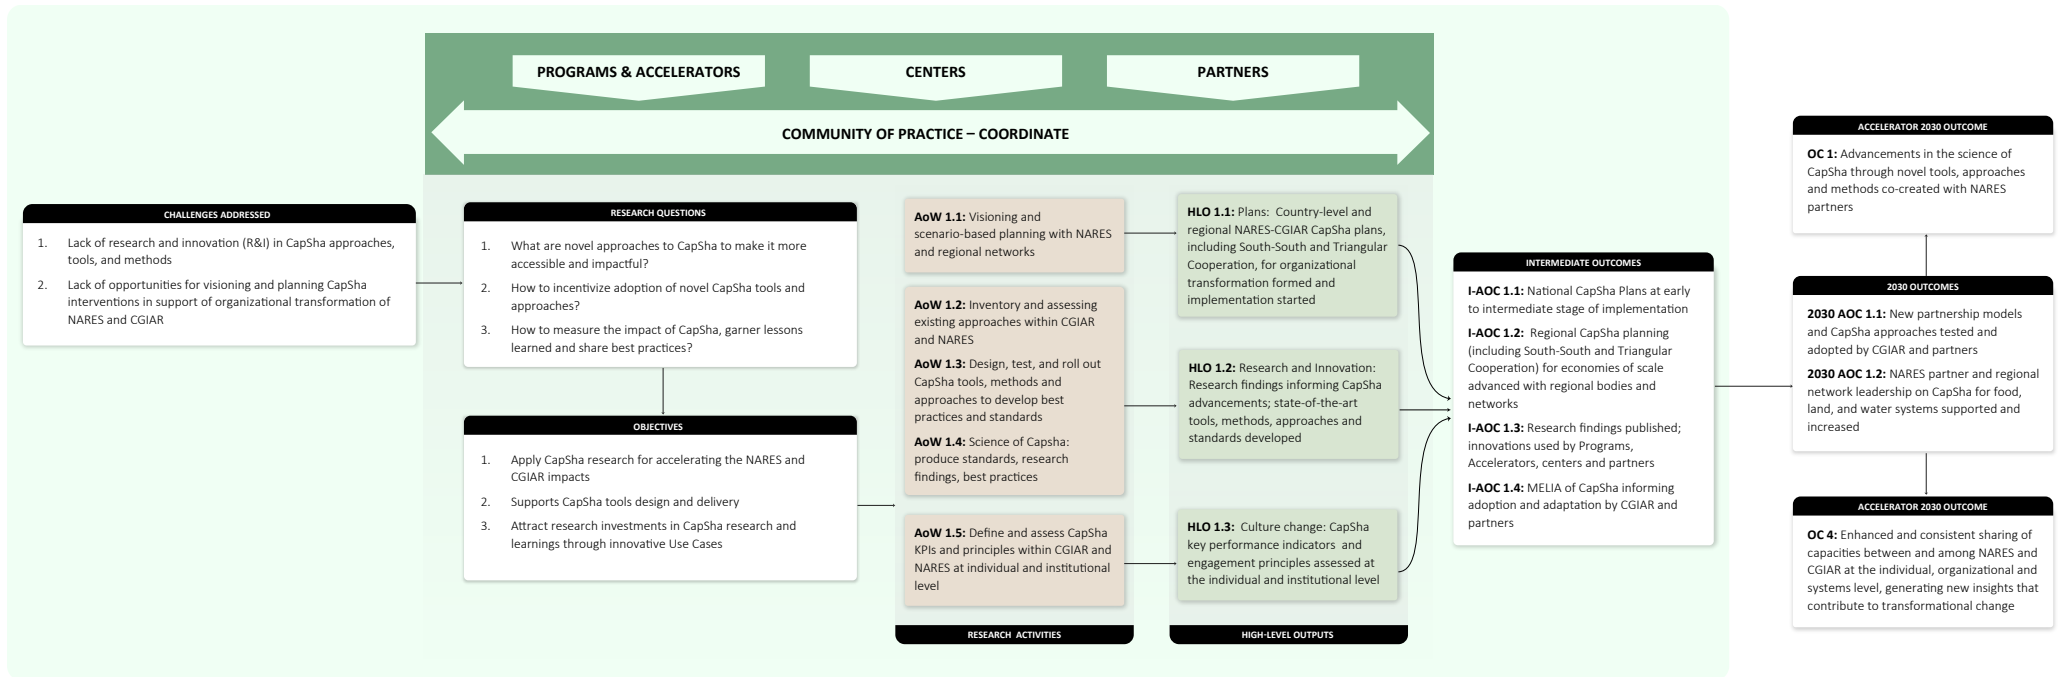 PROGRAMS & ACCELERATORS
CENTERS
PARTNERS
COMMUNITY OF PRACTICE – COORDINATE
CHALLENGES ADDRESSED
1. Lack of research and innovation (R&I) in CapSha approaches,
tools, and methods
2. Lack of opportunities for visioning and planning CapSha
interventions in support of organizational transformation of
NARES and CGIAR
RESEARCH QUESTIONS
1. What are novel approaches to CapSha to make it more
accessible and impactful?
2. How to incentivize adoption of novel CapSha tools and
approaches?
3. How to measure the impact of CapSha, garner lessons
learned and share best practices?
OBJECTIVES
1. Apply CapSha research for accelerating the NARES and
CGIAR impacts
2. Supports CapSha tools design and delivery
3. Attract research investments in CapSha research and
learnings through innovative Use Cases
AoW 1.1: Visioning and
scenario-based planning with NARES
and regional networks
AoW 1.2: Inventory and assessing
existing approaches within CGIAR
and NARES
AoW 1.3: Design, test, and roll out
CapSha tools, methods and
approaches to develop best
practices and standards
AoW 1.4: Science of Capsha:
produce standards, research
findings, best practices
AoW 1.5: Define and assess CapSha
KPIs and principles within CGIAR and
NARES at individual and institutional
level
RESEARCH ACTIVITIES
HLO 1.1: Plans: Country-level and
regional NARES-CGIAR CapSha plans,
including South-South and Triangular
Cooperation, for organizational
transformation formed and
implementation started
HLO 1.2: Research and Innovation:
Research findings informing CapSha
advancements; state-of-the-art
tools, methods, approaches and
standards developed
HLO 1.3: Culture change: CapSha
key performance indicators and
engagement principles assessed at
the individual and institutional level
HIGH-LEVEL OUTPUTS
INTERMEDIATE OUTCOMES
I-AOC 1.1: National CapSha Plans at early
to intermediate stage of implementation
I-AOC 1.2: Regional CapSha planning
(including South-South and Triangular
Cooperation) for economies of scale
advanced with regional bodies and
networks
I-AOC 1.3: Research findings published;
innovations used by Programs,
Accelerators, centers and partners
I-AOC 1.4: MELIA of CapSha informing
adoption and adaptation by CGIAR and
partners
ACCELERATOR 2030 OUTCOME
OC 1: Advancements in the science of
CapSha through novel tools, approaches
and methods co-created with NARES
partners
2030 OUTCOMES
2030 AOC 1.1: New partnership models
and CapSha approaches tested and
adopted by CGIAR and partners
2030 AOC 1.2: NARES partner and regional
network leadership on CapSha for food,
land, and water systems supported and
increased
ACCELERATOR 2030 OUTCOME
OC 4: Enhanced and consistent sharing of
capacities between and among NARES and
CGIAR at the individual, organizational and
systems level, generating new insights that
contribute to transformational change